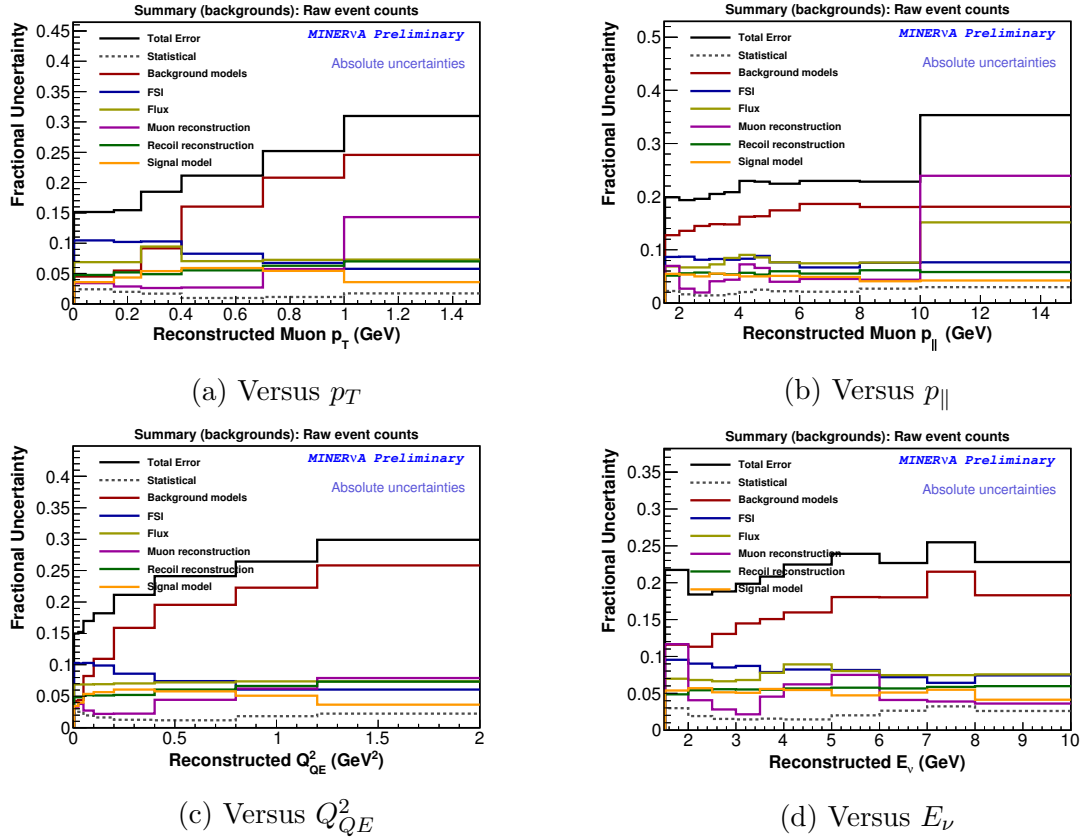 Summary (backgrounds): Raw event counts
MINERνA Preliminary
Absolute uncertainties
Total Error
Statistical
Background models
FSI
Flux
Muon reconstruction
Recoil reconstruction
Signal model
Fractional Uncertainty
0.45
0.4
0.35
0.3
0.25
0.2
0.15
0.1
0.05
0
0 0.2 0.4 0.6 0.8 1 1.2 1.4
Reconstructed Muon p_T (GeV)
(a) Versus p_T
Summary (backgrounds): Raw event counts
MINERνA Preliminary
Absolute uncertainties
Total Error
Statistical
Background models
FSI
Flux
Muon reconstruction
Recoil reconstruction
Signal model
Fractional Uncertainty
0.5
0.4
0.3
0.2
0.1
0
2 4 6 8 10 12 14
Reconstructed Muon p_∥ (GeV)
(b) Versus p_∥
Summary (backgrounds): Raw event counts
MINERνA Preliminary
Absolute uncertainties
Total Error
Statistical
Background models
FSI
Flux
Muon reconstruction
Recoil reconstruction
Signal model
Fractional Uncertainty
0.4
0.35
0.3
0.25
0.2
0.15
0.1
0.05
0
0 0.5 1 1.5 2
Reconstructed Q²_QE (GeV²)
(c) Versus Q²_QE
Summary (backgrounds): Raw event counts
MINERνA Preliminary
Absolute uncertainties
Total Error
Statistical
Background models
FSI
Flux
Muon reconstruction
Recoil reconstruction
Signal model
Fractional Uncertainty
0.35
0.3
0.25
0.2
0.15
0.1
0.05
0
2 3 4 5 6 7 8 9 10
Reconstructed E_ν (GeV)
(d) Versus E_ν